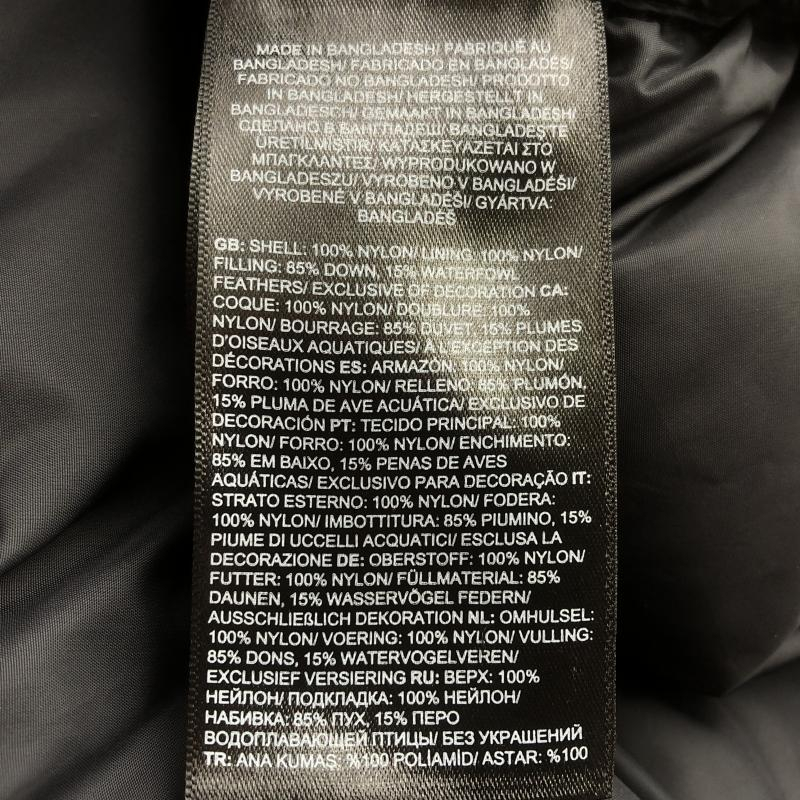 MADE IN BANGLADESH/ FABRIQUÉ AU
BANGLADESH/ FABRICADO EN BANGLADÉS/
FABRICADO NO BANGLADESH/ PRODOTTO
IN BANGLADESH/ HERGESTELLT IN
BANGLADESCH/ GEMAAKT IN BANGLADESH/
СДЕЛАНО В БАНГЛАДЕШ/ BANGLADEŞ'TE
ÜRETİLMİŞTİR/ ΚΑΤΑΣΚΕΥΑΖΕΤΑΙ ΣΤΟ
ΜΠΑΓΚΛΑΝΤΕΣ/ WYPRODUKOWANO W
BANGLADESZU/ VYROBENO V BANGLADÉŠI/
VYROBENÉ V BANGLADÉŠI/ GYÁRTVA:
BANGLADES
GB: SHELL: 100% NYLON/ LINING: 100% NYLON/
FILLING: 85% DOWN, 15% WATERFOWL
FEATHERS/ EXCLUSIVE OF DECORATION CA:
COQUE: 100% NYLON/ DOUBLURE: 100%
NYLON/ BOURRAGE: 85% DUVET, 15% PLUMES
D'OISEAUX AQUATIQUES/ À L'EXCEPTION DES
DÉCORATIONS ES: ARMAZÓN: 100% NYLON/
FORRO: 100% NYLON/ RELLENO: 85% PLUMÓN,
15% PLUMA DE AVE ACUÁTICA/ EXCLUSIVO DE
DECORACIÓN PT: TECIDO PRINCIPAL: 100%
NYLON/ FORRO: 100% NYLON/ ENCHIMENTO:
85% EM BAIXO, 15% PENAS DE AVES
AQUÁTICAS/ EXCLUSIVO PARA DECORAÇÃO IT:
STRATO ESTERNO: 100% NYLON/ FODERA:
100% NYLON/ IMBOTTITURA: 85% PIUMINO, 15%
PIUME DI UCCELLI ACQUATICI/ ESCLUSA LA
DECORAZIONE DE: OBERSTOFF: 100% NYLON/
FUTTER: 100% NYLON/ FÜLLMATERIAL: 85%
DAUNEN, 15% WASSERVÖGEL FEDERN/
AUSSCHLIEßLICH DEKORATION NL: OMHULSEL:
100% NYLON/ VOERING: 100% NYLON/ VULLING:
85% DONS, 15% WATERVOGELVEREN/
EXCLUSIEF VERSIERING RU: ВЕРХ: 100%
НЕЙЛОН/ ПОДКЛАДКА: 100% НЕЙЛОН/
НАБИВКА: 85% ПУХ, 15% ПЕРО
ВОДОПЛАВАЮЩЕЙ ПТИЦЫ/ БЕЗ УКРАШЕНИЙ
TR: ANA KUMAŞ: %100 POLİAMİD/ ASTAR: %100